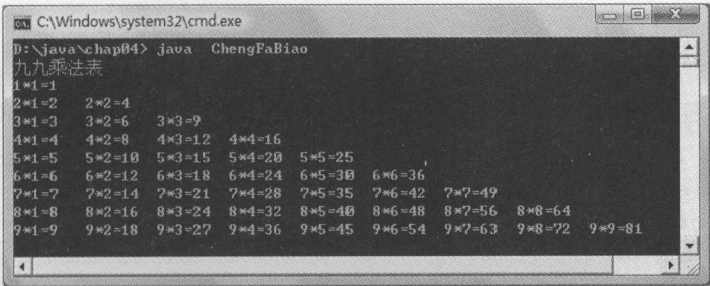 C:\Windows\system32\cmd.exe
D:\java\chap04> java ChengFaBiao
九九乘法表
1*1=1
2*1=2 2*2=4
3*1=3 3*2=6 3*3=9
4*1=4 4*2=8 4*3=12 4*4=16
5*1=5 5*2=10 5*3=15 5*4=20 5*5=25
6*1=6 6*2=12 6*3=18 6*4=24 6*5=30 6*6=36
7*1=7 7*2=14 7*3=21 7*4=28 7*5=35 7*6=42 7*7=49
8*1=8 8*2=16 8*3=24 8*4=32 8*5=40 8*6=48 8*7=56 8*8=64
9*1=9 9*2=18 9*3=27 9*4=36 9*5=45 9*6=54 9*7=63 9*8=72 9*9=81